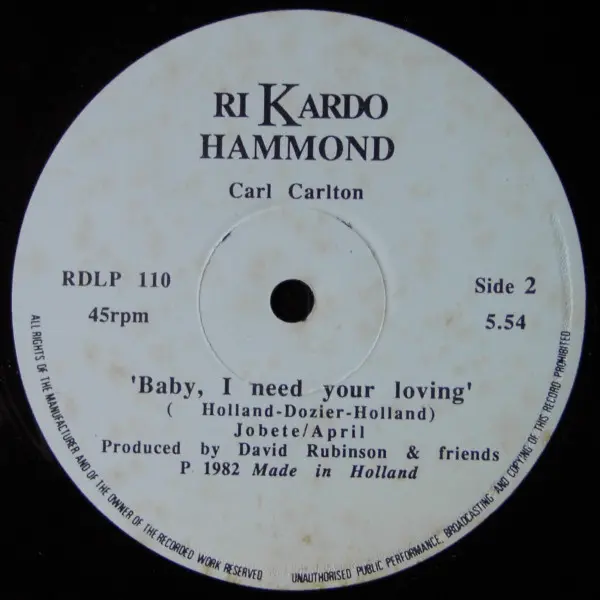 RI KARDO
HAMMOND
Carl Carlton
RDLP 110
Side 2
45rpm
5.54
'Baby, I need your loving'
( Holland-Dozier-Holland)
Jobete/April
Produced by David Rubinson & friends
P 1982 Made in Holland
ALL RIGHTS OF THE MANUFACTURER AND OF THE OWNER OF THE RECORDED WORK RESERVED
UNAUTHORISED PUBLIC PERFORMANCE, BROADCASTING AND COPYING OF THIS RECORD PROHIBITED